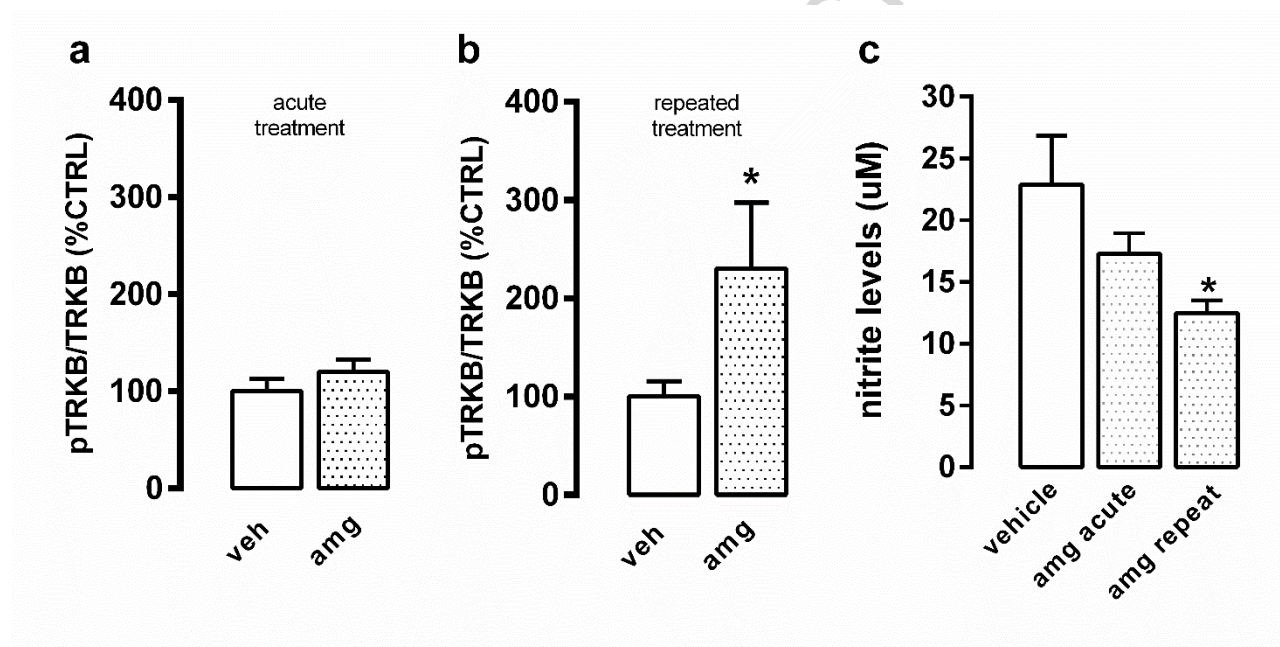 a
acute
treatment
pTRKB/TRKB (%CTRL)
400
300
200
100
0
veh
amg
b
repeated
treatment
pTRKB/TRKB (%CTRL)
400
300
200
100
0
*
veh
amg
c
nitrite levels (uM)
30
25
20
15
10
5
0
*
vehicle
amg acute
amg repeat